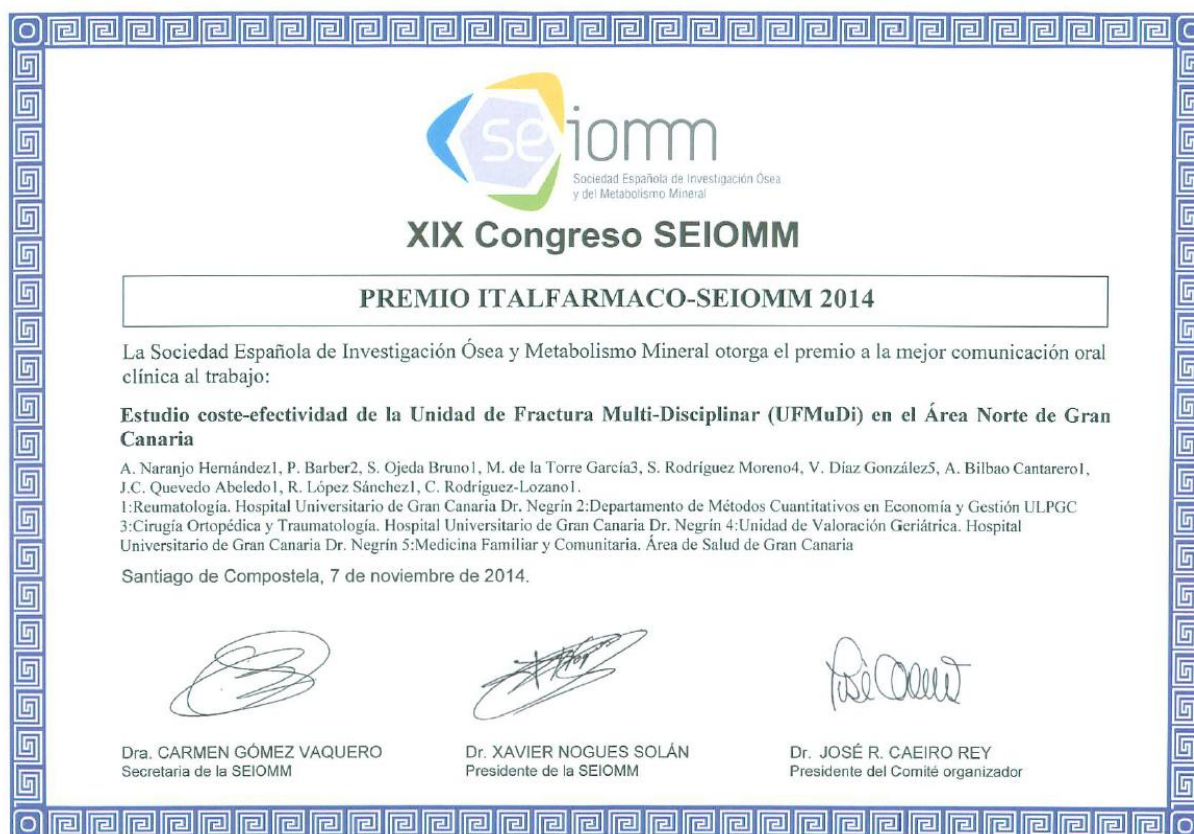 seiomm
Sociedad Española de Investigación Ósea
y del Metabolismo Mineral
XIX Congreso SEIOMM
PREMIO ITALFARMACO-SEIOMM 2014
La Sociedad Española de Investigación Ósea y Metabolismo Mineral otorga el premio a la mejor comunicación oral
clínica al trabajo:
Estudio coste-efectividad de la Unidad de Fractura Multi-Disciplinar (UFMuDi) en el Área Norte de Gran
Canaria
A. Naranjo Hernández1, P. Barber2, S. Ojeda Bruno1, M. de la Torre García3, S. Rodríguez Moreno4, V. Díaz González5, A. Bilbao Cantarero1,
J.C. Quevedo Abeledo1, R. López Sánchez1, C. Rodríguez-Lozano1.
1:Reumatología. Hospital Universitario de Gran Canaria Dr. Negrín 2:Departamento de Métodos Cuantitativos en Economía y Gestión ULPGC
3:Cirugía Ortopédica y Traumatología. Hospital Universitario de Gran Canaria Dr. Negrín 4:Unidad de Valoración Geriátrica. Hospital
Universitario de Gran Canaria Dr. Negrín 5:Medicina Familiar y Comunitaria. Área de Salud de Gran Canaria
Santiago de Compostela, 7 de noviembre de 2014.
Dra. CARMEN GÓMEZ VAQUERO
Secretaria de la SEIOMM
Dr. XAVIER NOGUES SOLÁN
Presidente de la SEIOMM
Dr. JOSÉ R. CAEIRO REY
Presidente del Comité organizador